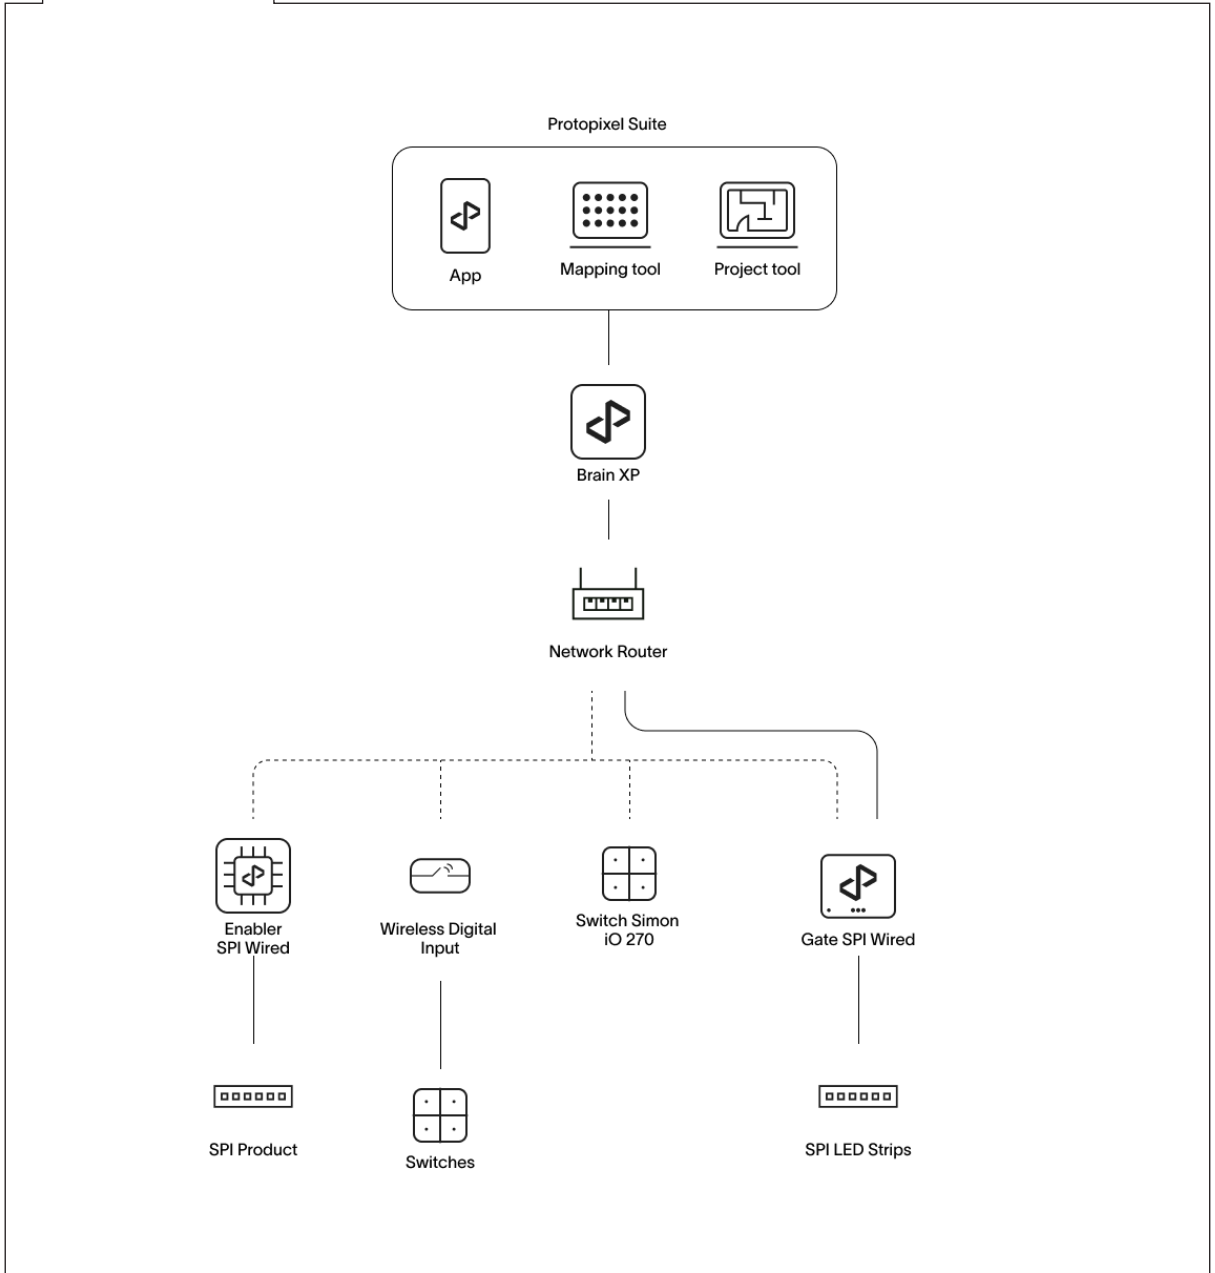 Protopixel Suite
App
Mapping tool
Project tool
Brain XP
Network Router
Enabler
SPI Wired
Wireless Digital
Input
Switch Simon
iO 270
Gate SPI Wired
SPI Product
Switches
SPI LED Strips